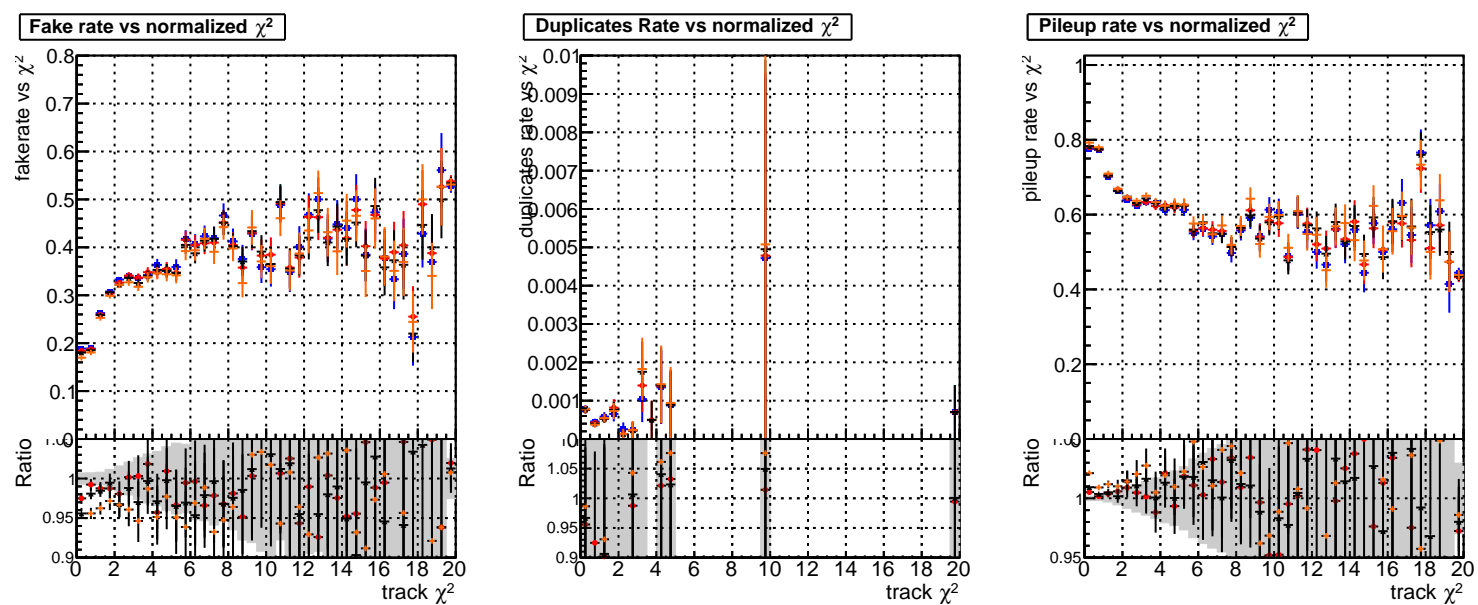 Fake rate vs normalized χ²
fakerate vs χ²
0.8
0.7
0.6
0.5
0.4
0.3
0.2
0.1
Ratio
1
0.95
0.9
0 2 4 6 8 10 12 14 16 18 20
track χ²
Duplicates Rate vs normalized χ²
duplicates rate vs χ²
0.01
0.009
0.008
0.007
0.006
0.005
0.004
0.003
0.002
0.001
0
Ratio
1.05
1
0.95
0.9
0 2 4 6 8 10 12 14 16 18 20
track χ²
Pileup rate vs normalized χ²
pileup rate vs χ²
1
0.8
0.6
0.4
0.2
Ratio
1
0.95
0 2 4 6 8 10 12 14 16 18 20
track χ²